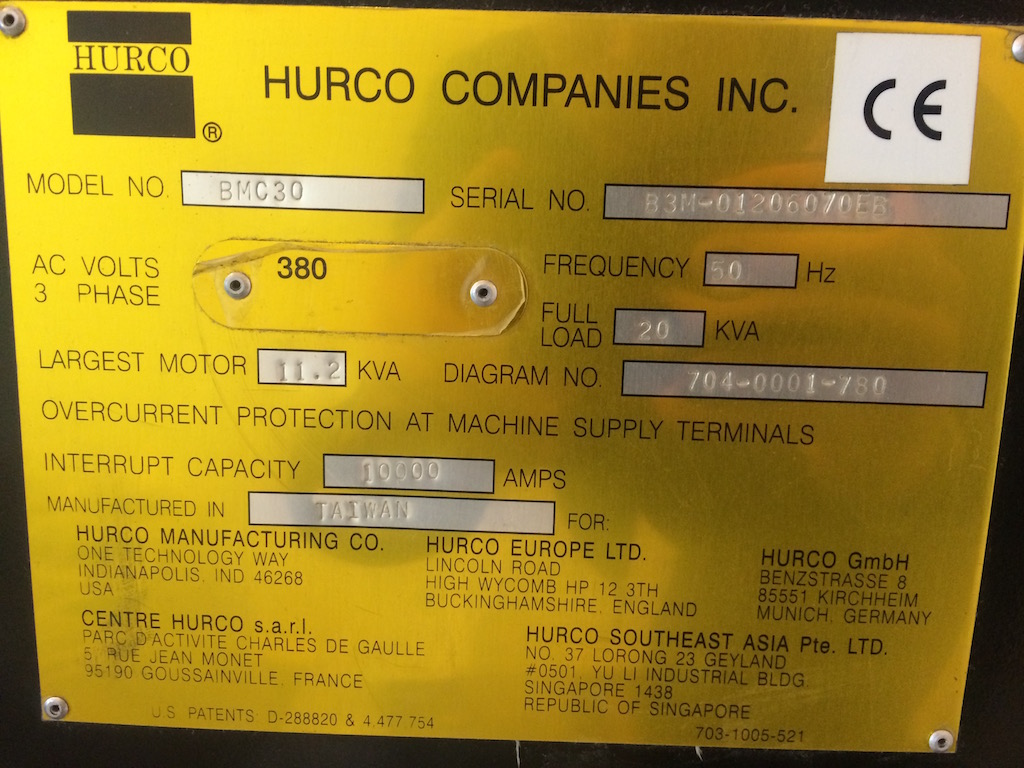 HURCO
®
HURCO COMPANIES INC.
CE
MODEL NO. BMC30
SERIAL NO. B3M-01206070EB
AC VOLTS
3 PHASE
380
FREQUENCY 50 Hz
FULL
LOAD 20 KVA
LARGEST MOTOR 11.2 KVA
DIAGRAM NO. 704-0001-780
OVERCURRENT PROTECTION AT MACHINE SUPPLY TERMINALS
INTERRUPT CAPACITY 10000 AMPS
MANUFACTURED IN TAIWAN FOR:
HURCO MANUFACTURING CO.
ONE TECHNOLOGY WAY
INDIANAPOLIS, IND 46268
USA
HURCO EUROPE LTD.
LINCOLN ROAD
HIGH WYCOMB HP 12 3TH
BUCKINGHAMSHIRE, ENGLAND
HURCO GmbH
BENZSTRASSE 8
85551 KIRCHHEIM
MUNICH, GERMANY
CENTRE HURCO s.a.r.l.
PARC D'ACTIVITE CHARLES DE GAULLE
5, RUE JEAN MONET
95190 GOUSSAINVILLE, FRANCE
HURCO SOUTHEAST ASIA Pte. LTD.
NO. 37 LORONG 23 GEYLAND
#0501, YU LI INDUSTRIAL BLDG.
SINGAPORE 1438
REPUBLIC OF SINGAPORE
U.S. PATENTS: D-288820 & 4,477,754
703-1005-521